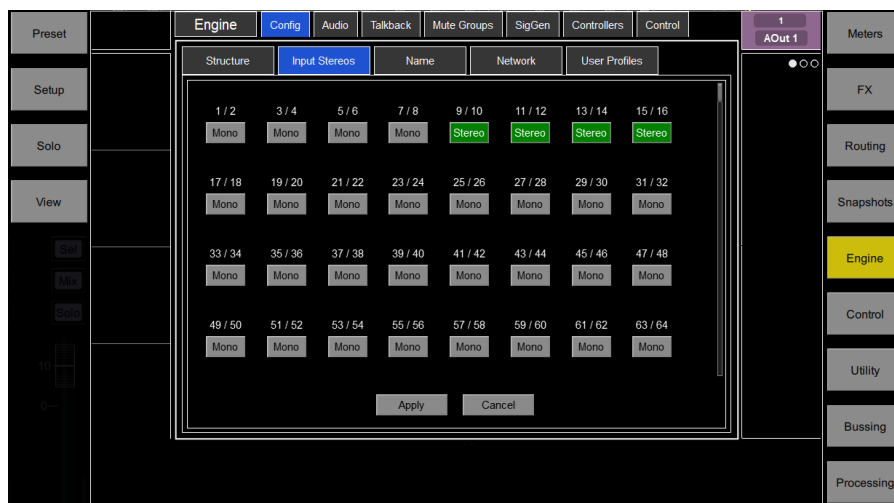 Preset
Setup
Solo
View
Sel
Mix
Solo
10
0
Engine Config Audio Talkback Mute Groups SigGen Controllers Control
1
AOut 1
Structure Input Stereos Name Network User Profiles
1 / 2 3 / 4 5 / 6 7 / 8 9 / 10 11 / 12 13 / 14 15 / 16
Mono Mono Mono Mono Stereo Stereo Stereo Stereo
17 / 18 19 / 20 21 / 22 23 / 24 25 / 26 27 / 28 29 / 30 31 / 32
Mono Mono Mono Mono Mono Mono Mono Mono
33 / 34 35 / 36 37 / 38 39 / 40 41 / 42 43 / 44 45 / 46 47 / 48
Mono Mono Mono Mono Mono Mono Mono Mono
49 / 50 51 / 52 53 / 54 55 / 56 57 / 58 59 / 60 61 / 62 63 / 64
Mono Mono Mono Mono Mono Mono Mono Mono
Apply Cancel
Meters
FX
Routing
Snapshots
Engine
Control
Utility
Bussing
Processing